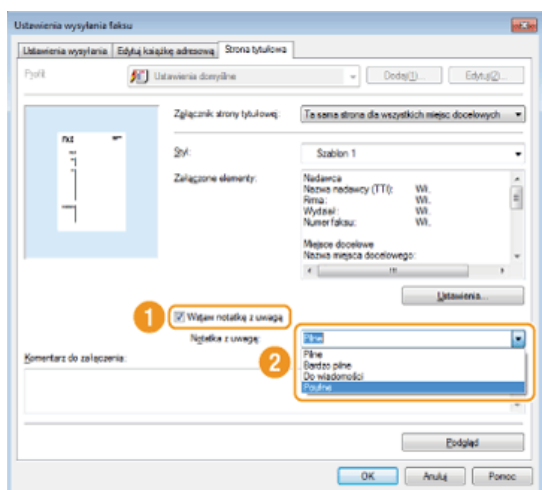 Ustawienia wysyłania faksu
Ustawienia wysyłania Edytuj książkę adresową Strona tytułowa
Profil Ustawienia domyślne Dodaj(1)... Edytuj(2)...
Załącznik strony tytułowej: Ta sama strona dla wszystkich miejsc docelowych
Styl: Szablon 1
FAX
Załączone elementy: Nadawca
Nazwa nadawcy (TTI): Wł.
Firma: Wł.
Wydział: Wł.
Numer faksu: Wł.
Miejsce docelowe
Nazwa miejsca docelowego:
Ustawienia...
1 Wstaw notatkę z uwagą
Notatka z uwagą: Pilne
2
Pilne
Bardzo pilne
Do wiadomości
Poufne
Komentarz do załączenia:
Podgląd
OK Anuluj Pomoc